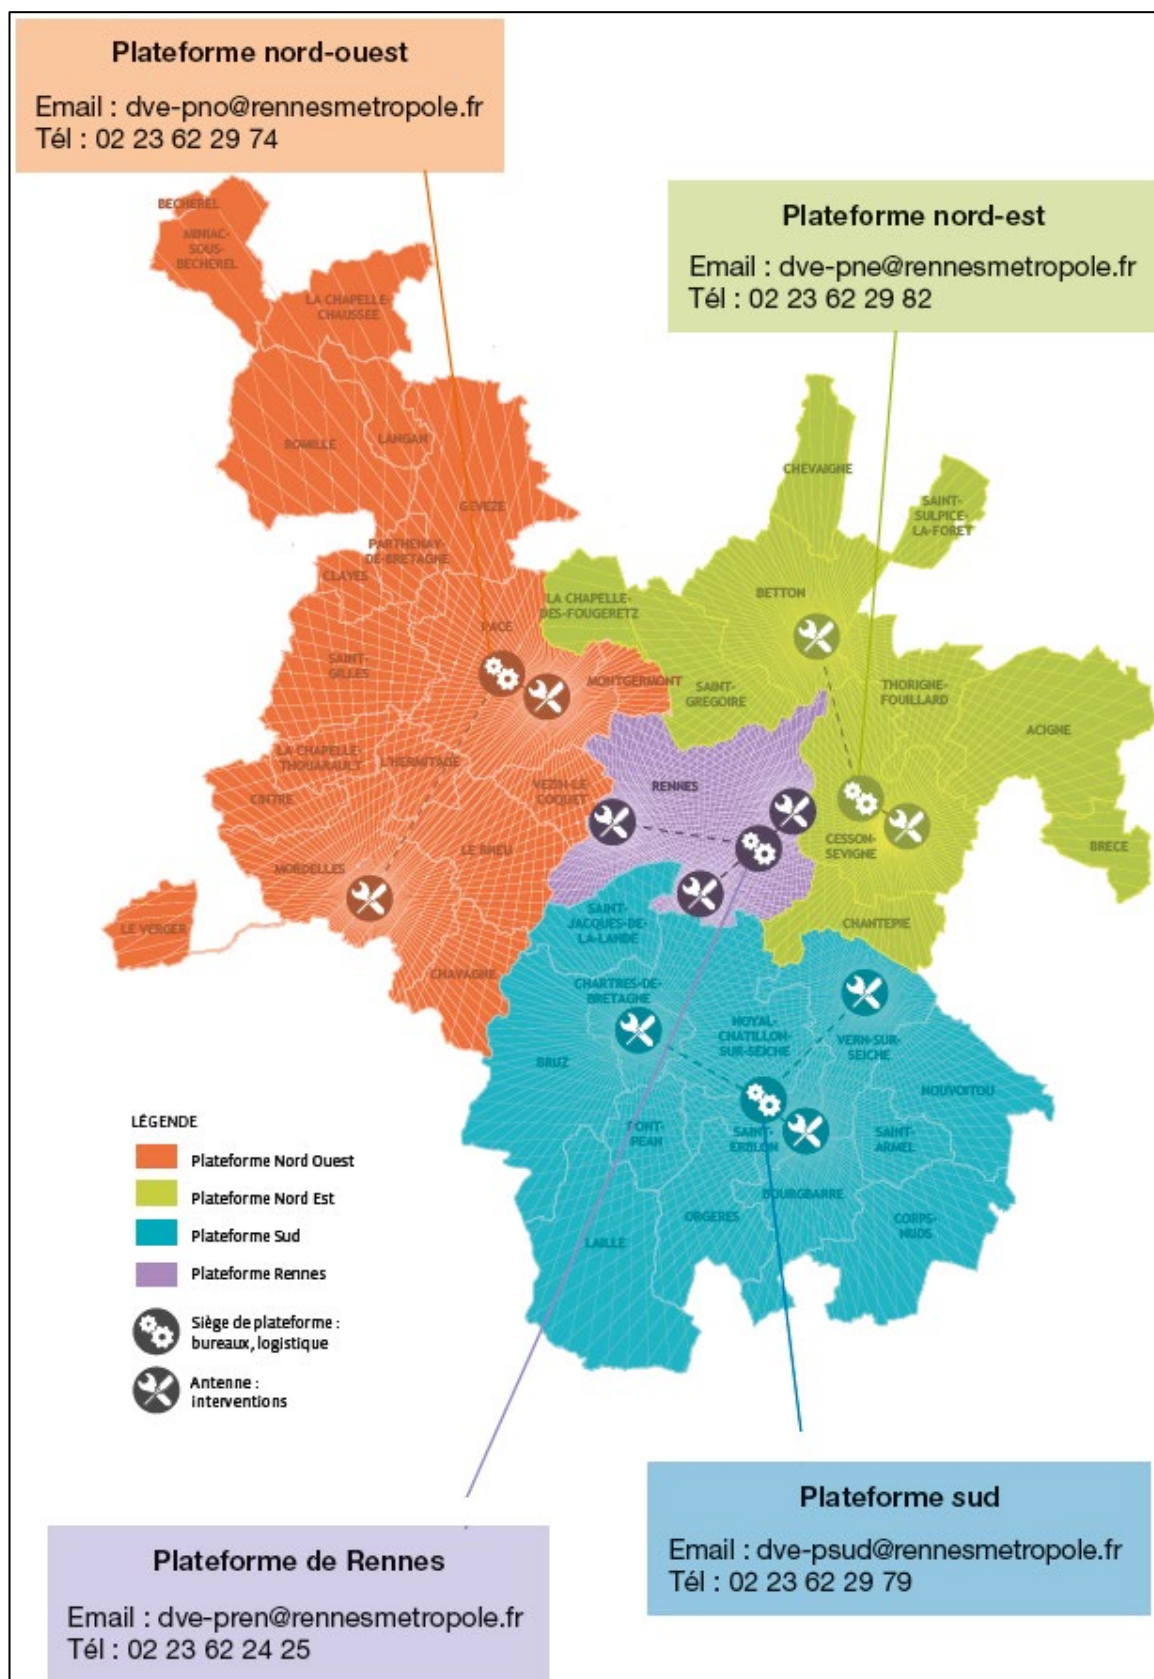 Plateforme nord-ouest
Email : dve-pno@rennesmetropole.fr
Tél : 02 23 62 29 74
Plateforme nord-est
Email : dve-pne@rennesmetropole.fr
Tél : 02 23 62 29 82
BECHEREL
MINIAC-
SOUS-
BECHEREL
LA CHAPELLE-
CHAUSSEE
ROMILLE
LANGAN
GEVEZE
PARTHENAY-
DE-BRETAGNE
CLAYES
PACE
SAINT-
GILLES
MONTGERMONT
LA CHAPELLE-
THOUARAULT
L'HERMITAGE
CINTRE
VEZIN-LE-
COQUET
LE RHEU
MORDELLES
LE VERGER
CHAVAGNE
CHEVAIGNE
SAINT-
SULPICE-
LA-FORET
BETTON
LA CHAPELLE-
DES-FOUGERETZ
SAINT-
GREGOIRE
THORIGNE-
FOUILLARD
ACIGNE
BRECE
CESSON-
SEVIGNE
CHANTEPIE
RENNES
SAINT-
JACQUES-DE-
LA-LANDE
CHARTRES-DE-
BRETAGNE
BRUZ
NOYAL-
CHATILLON-
SUR-SEICHE
VERN-SUR-
SEICHE
NOUVOITOU
PONT-
PEAN
SAINT-
ERBLON
SAINT-
ARMEL
BOURGBARRE
ORGERES
CORPS-
NUDS
LAILLE
LÉGENDE
Plateforme Nord Ouest
Plateforme Nord Est
Plateforme Sud
Plateforme Rennes
Siège de plateforme :
bureaux, logistique
Antenne :
interventions
Plateforme sud
Email : dve-psud@rennesmetropole.fr
Tél : 02 23 62 29 79
Plateforme de Rennes
Email : dve-pren@rennesmetropole.fr
Tél : 02 23 62 24 25